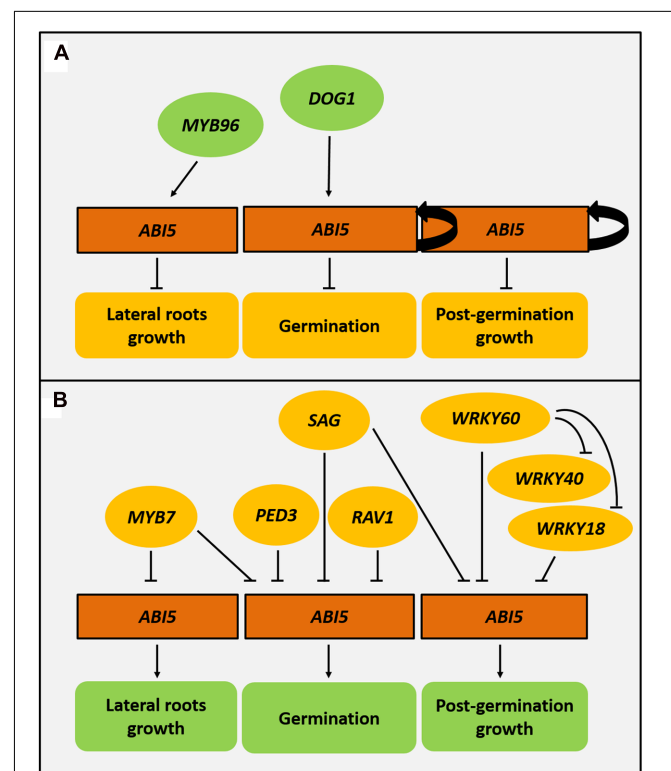 A
MYB96
DOG1
ABI5
ABI5
ABI5
Lateral roots
growth
Germination
Post-germination
growth
B
SAG
WRKY60
WRKY40
MYB7
PED3
RAV1
WRKY18
ABI5
ABI5
ABI5
Lateral roots
growth
Germination
Post-germination
growth